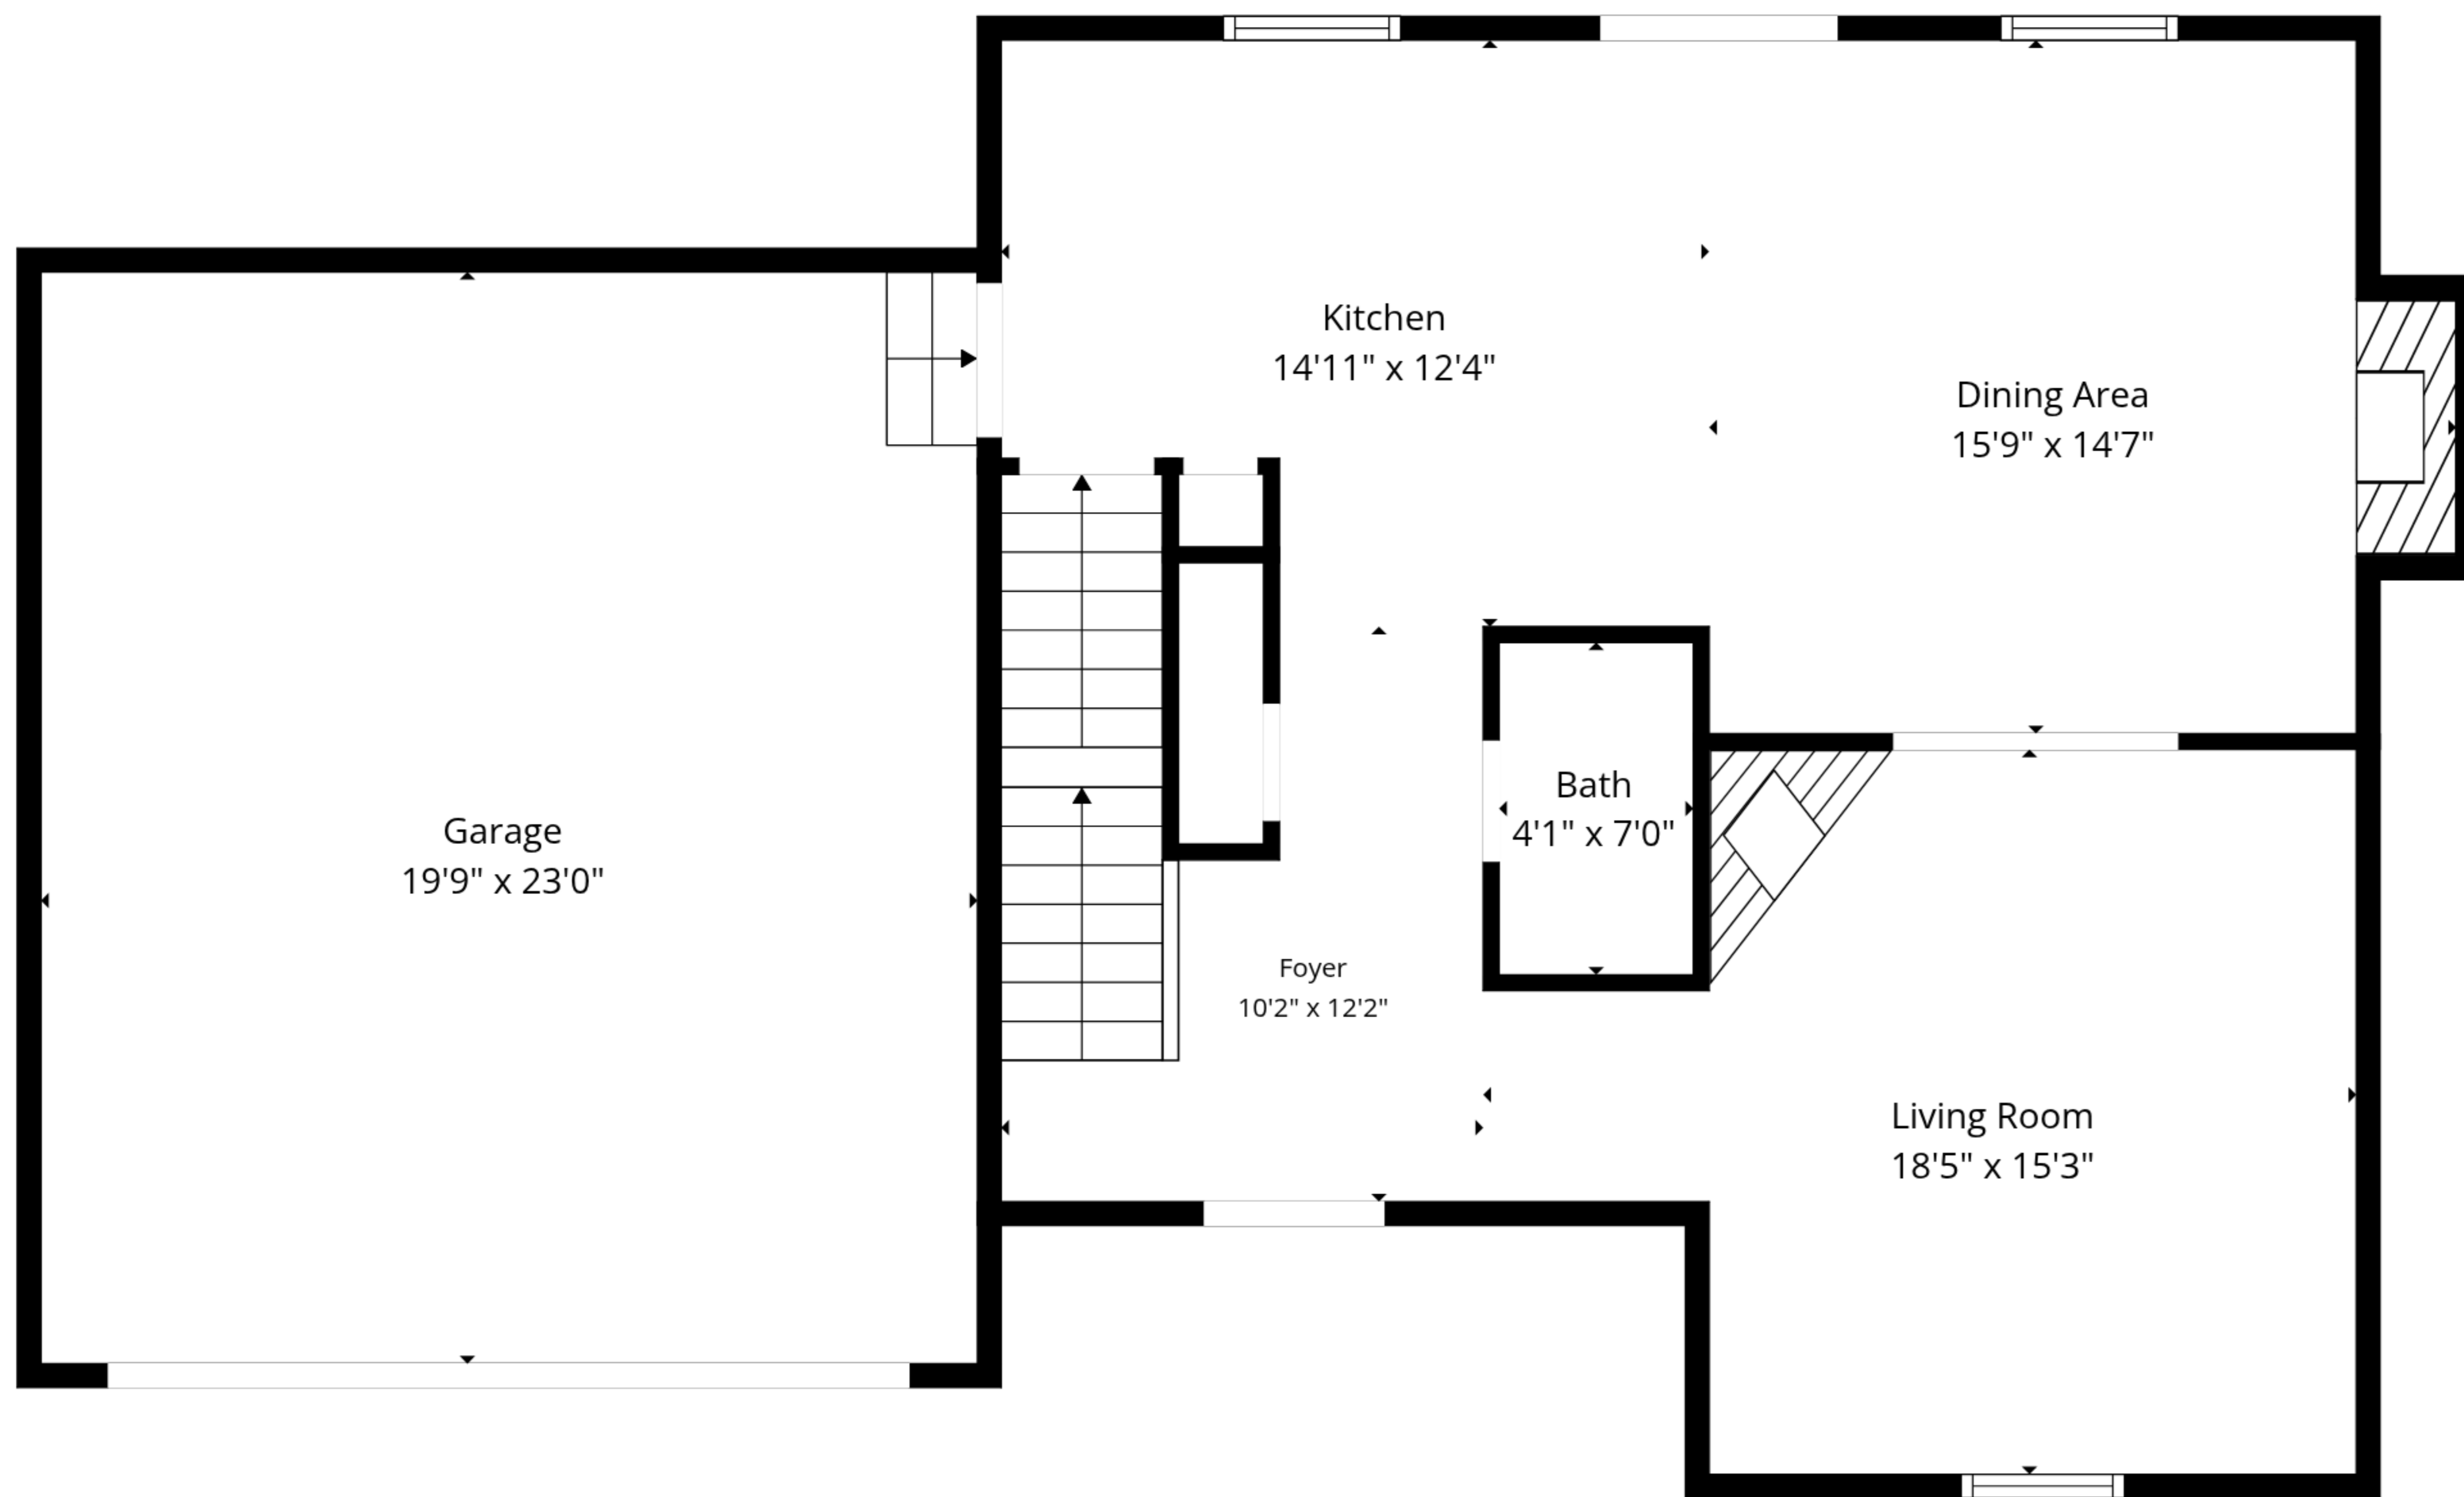 Kitchen
14'11" x 12'4"
Dining Area
15'9" x 14'7"
Bath
4'1" x 7'0"
Garage
19'9" x 23'0"
Foyer
10'2" x 12'2"
Living Room
18'5" x 15'3"